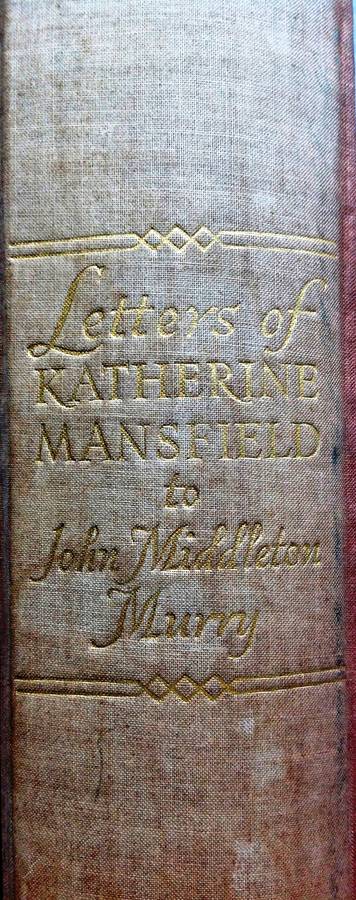 Letters of
KATHERINE
MANSFIELD
to
John Middleton
Murry